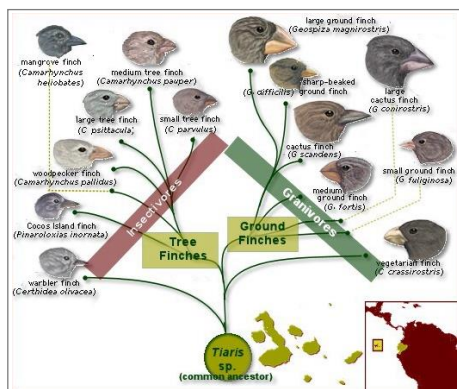 mangrove finch
(Camarhynchus
heliobates)
medium tree finch
(Camarhynchus pauper)
large ground finch
(Geospiza magnirostris)
large tree finch
(C psittacula)
small tree finch
(C parvulus)
(G. difficilis)
sharp-beaked
ground finch
large
cactus finch
(G conirostris)
woodpecker finch
(Camarhynchus pallidus)
cactus finch
(G scandens)
small ground finch
(G. fuliginosa)
medium
ground finch
(G. fortis)
Cocos Island finch
(Pinaroloxias inornata)
Insectivores
Granivores
Tree
Finches
Ground
Finches
warbler finch
(Certhidea olivacea)
vegetarian finch
(C crassirostris)
Tiaris
sp.
(common ancestor)